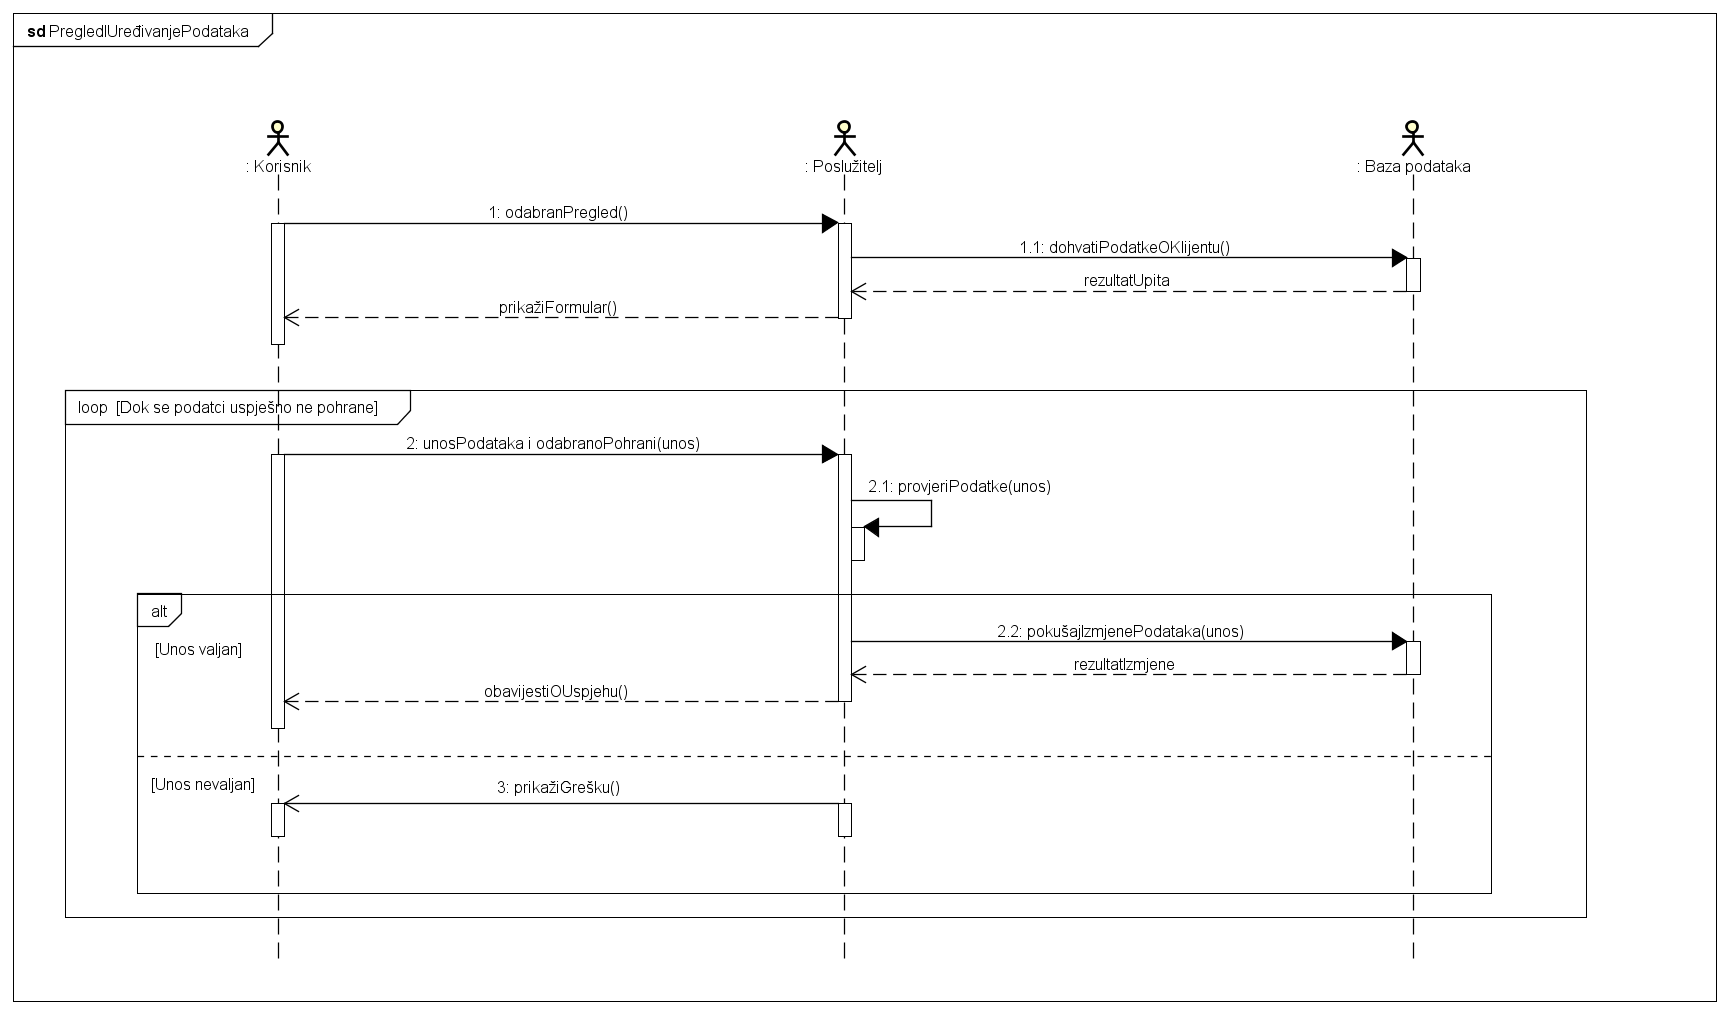 sd PregledIUređivanjePodataka
: Korisnik
: Poslužitelj
: Baza podataka
1: odabranPregled()
1.1: dohvatiPodatkeOKlijentu()
rezultatUpita
prikažiFormular()
loop [Dok se podatci uspješno ne pohrane]
2: unosPodataka i odabranoPohrani(unos)
2.1: provjeriPodatke(unos)
alt
2.2: pokušajIzmjenePodataka(unos)
[Unos valjan]
rezultatIzmjene
obavijestiOUspjehu()
[Unos nevaljan]
3: prikažiGrešku()